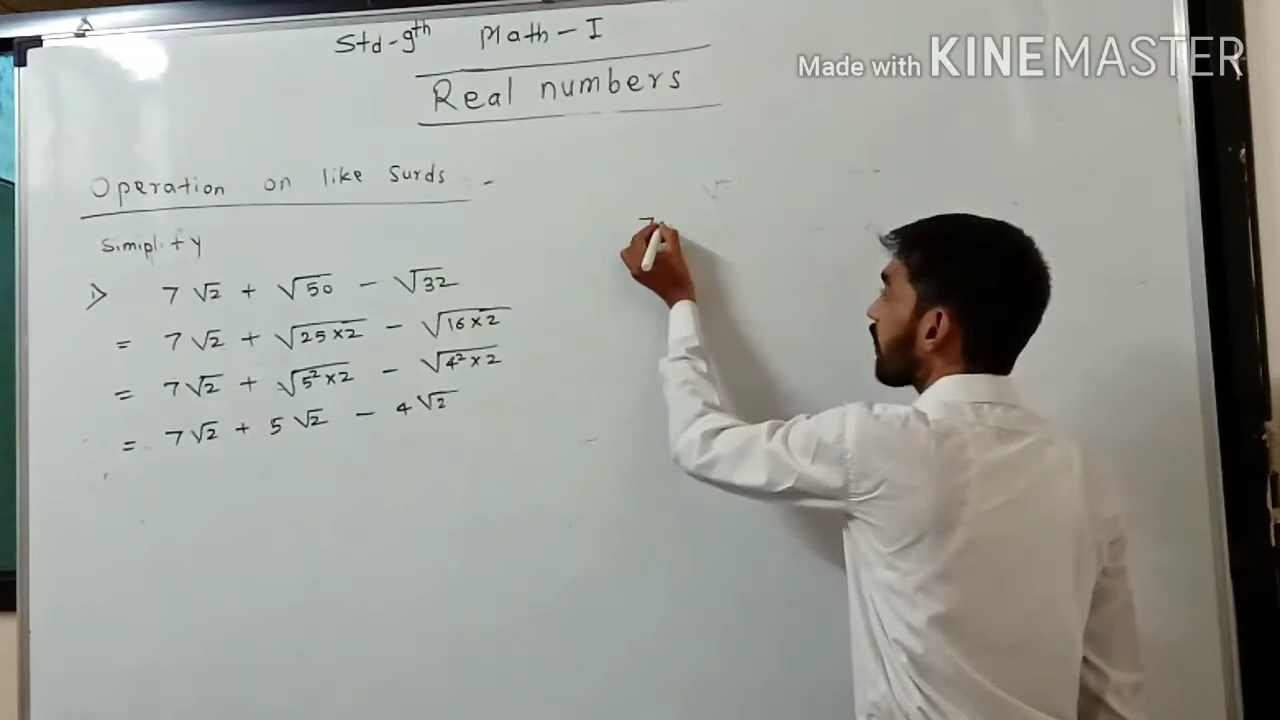 Std-9th Math-I
Made with KINEMASTER
Real numbers
Operation on like Surds -
Simplify
1> 7√2 + √50 - √32
= 7√2 + √25×2 - √16×2
= 7√2 + √5²×2 - √4²×2
= 7√2 + 5√2 - 4√2
7